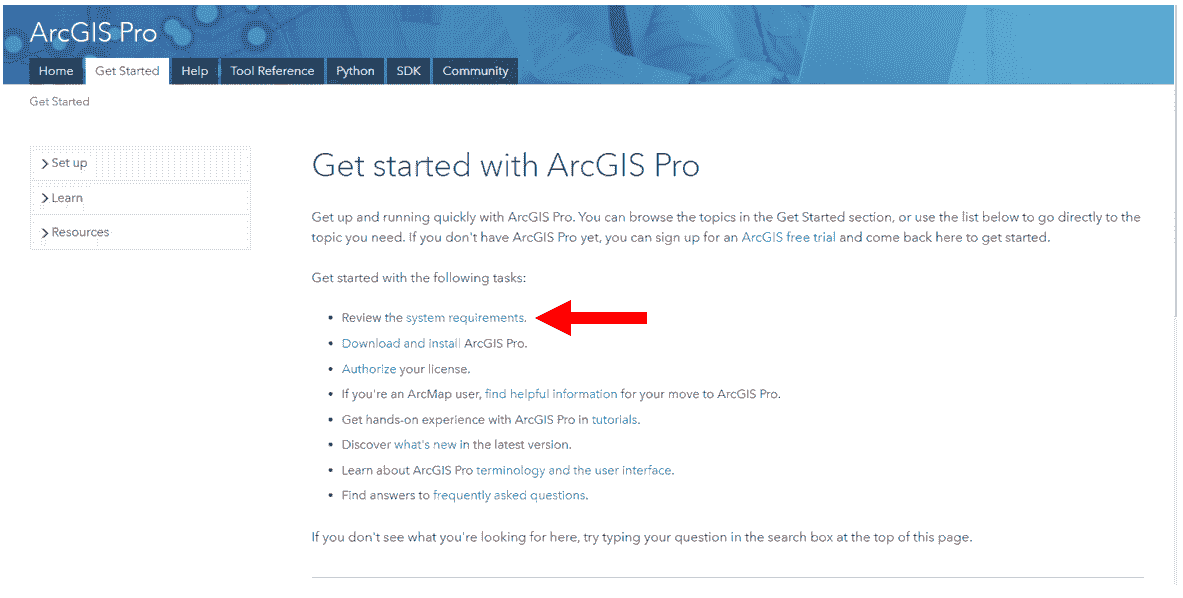 ArcGIS Pro
Home Get Started Help Tool Reference Python SDK Community
Get Started
Set up
Learn
Resources
Get started with ArcGIS Pro
Get up and running quickly with ArcGIS Pro. You can browse the topics in the Get Started section, or use the list below to go directly to the
topic you need. If you don't have ArcGIS Pro yet, you can sign up for an ArcGIS free trial and come back here to get started.
Get started with the following tasks:
• Review the system requirements.
• Download and install ArcGIS Pro.
• Authorize your license.
• If you're an ArcMap user, find helpful information for your move to ArcGIS Pro.
• Get hands-on experience with ArcGIS Pro in tutorials.
• Discover what's new in the latest version.
• Learn about ArcGIS Pro terminology and the user interface.
• Find answers to frequently asked questions.
If you don't see what you're looking for here, try typing your question in the search box at the top of this page.